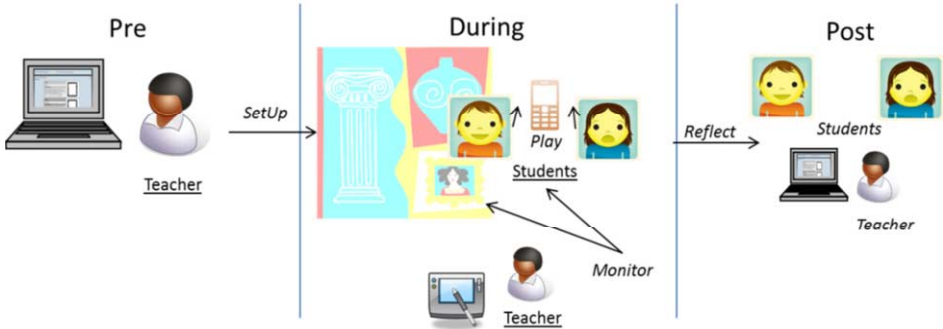 Pre
During
Post
SetUp
Teacher
Play
Students
Monitor
Teacher
Reflect
Students
Teacher